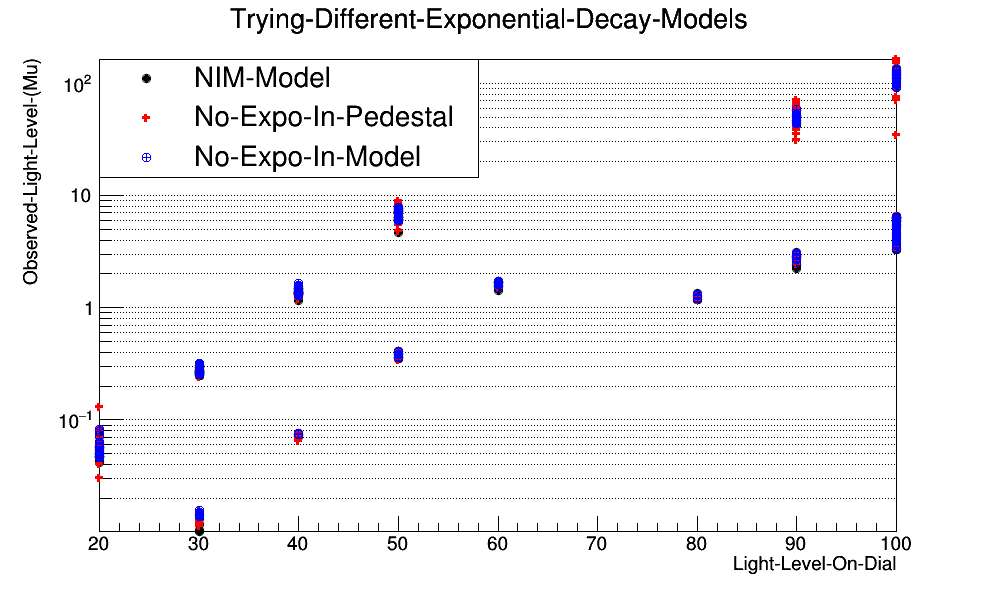 Trying-Different-Exponential-Decay-Models
Observed-Light-Level-(Mu)
NIM-Model
No-Expo-In-Pedestal
No-Expo-In-Model
10²
10
1
10⁻¹
20 30 40 50 60 70 80 90 100
Light-Level-On-Dial